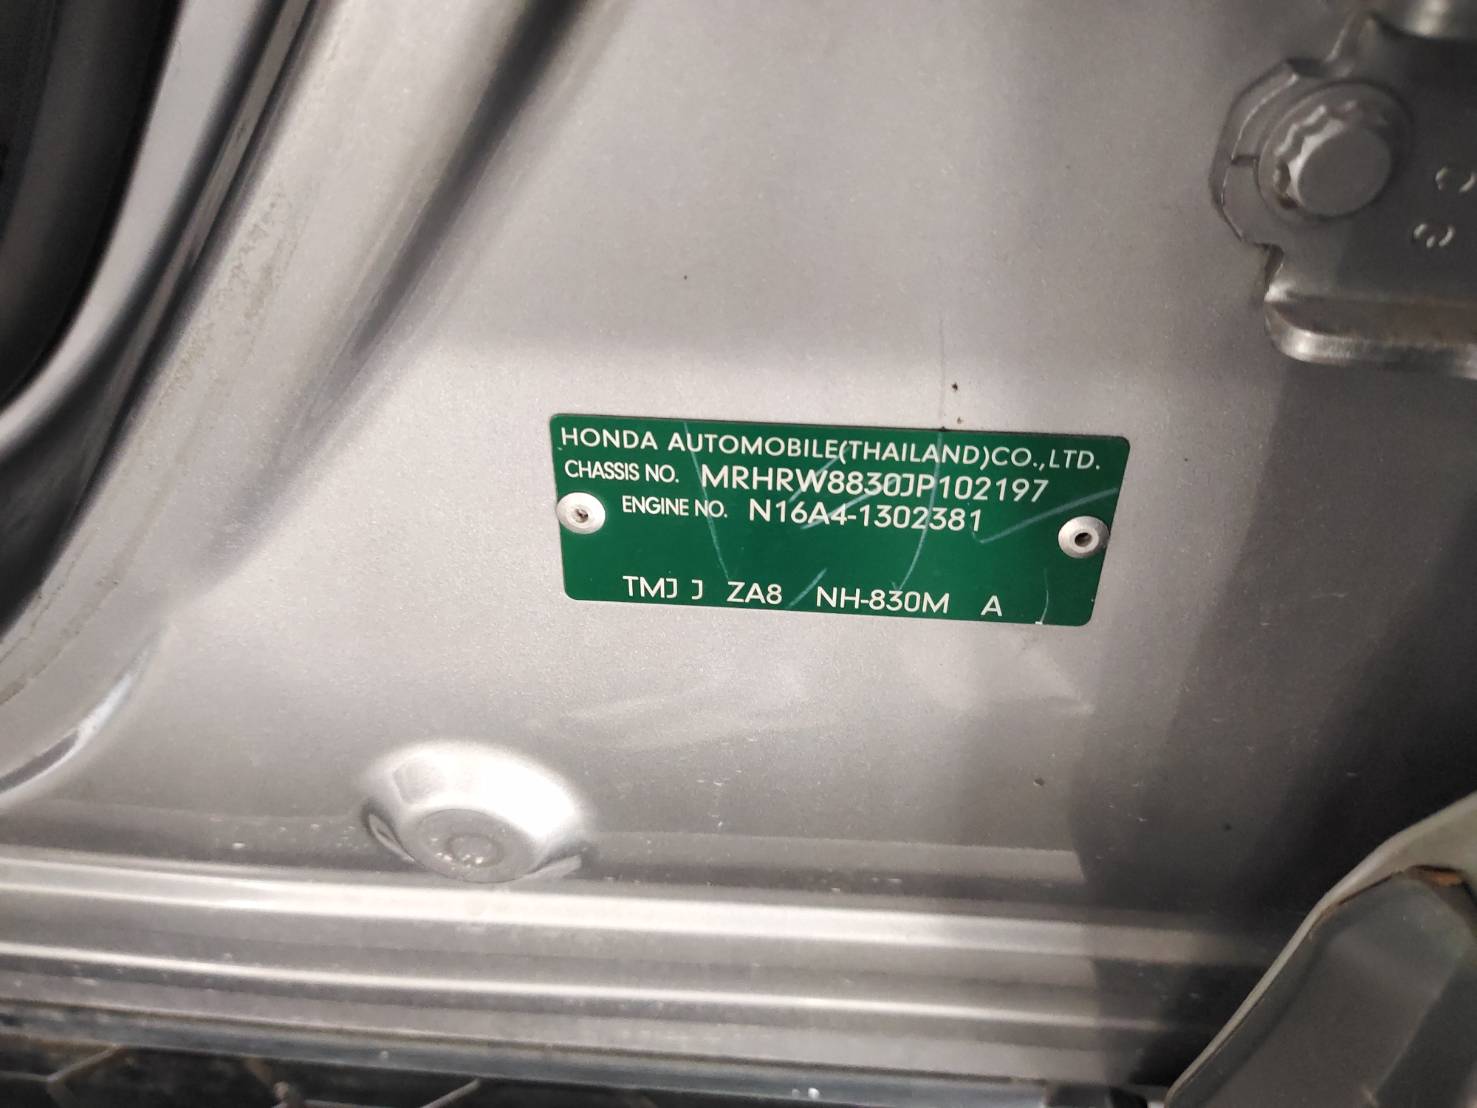 HONDA AUTOMOBILE(THAILAND)CO.,LTD.
CHASSIS NO. MRHRW8830JP102197
ENGINE NO. N16A4-1302381
TMJ J ZA8 NH-830M A